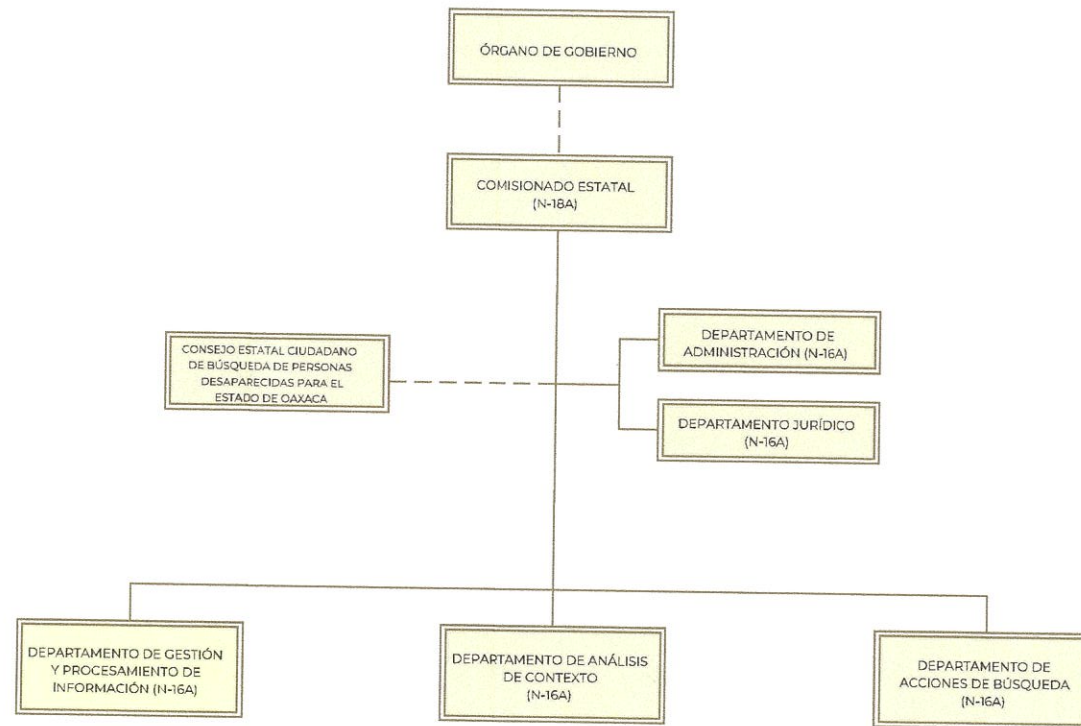 ÓRGANO DE GOBIERNO
COMISIONADO ESTATAL
(N-18A)
CONSEJO ESTATAL CIUDADANO
DE BÚSQUEDA DE PERSONAS
DESAPARECIDAS PARA EL
ESTADO DE OAXACA
DEPARTAMENTO DE
ADMINISTRACIÓN (N-16A)
DEPARTAMENTO JURÍDICO
(N-16A)
DEPARTAMENTO DE GESTIÓN
Y PROCESAMIENTO DE
INFORMACIÓN (N-16A)
DEPARTAMENTO DE ANÁLISIS
DE CONTEXTO
(N-16A)
DEPARTAMENTO DE
ACCIONES DE BÚSQUEDA
(N-16A)